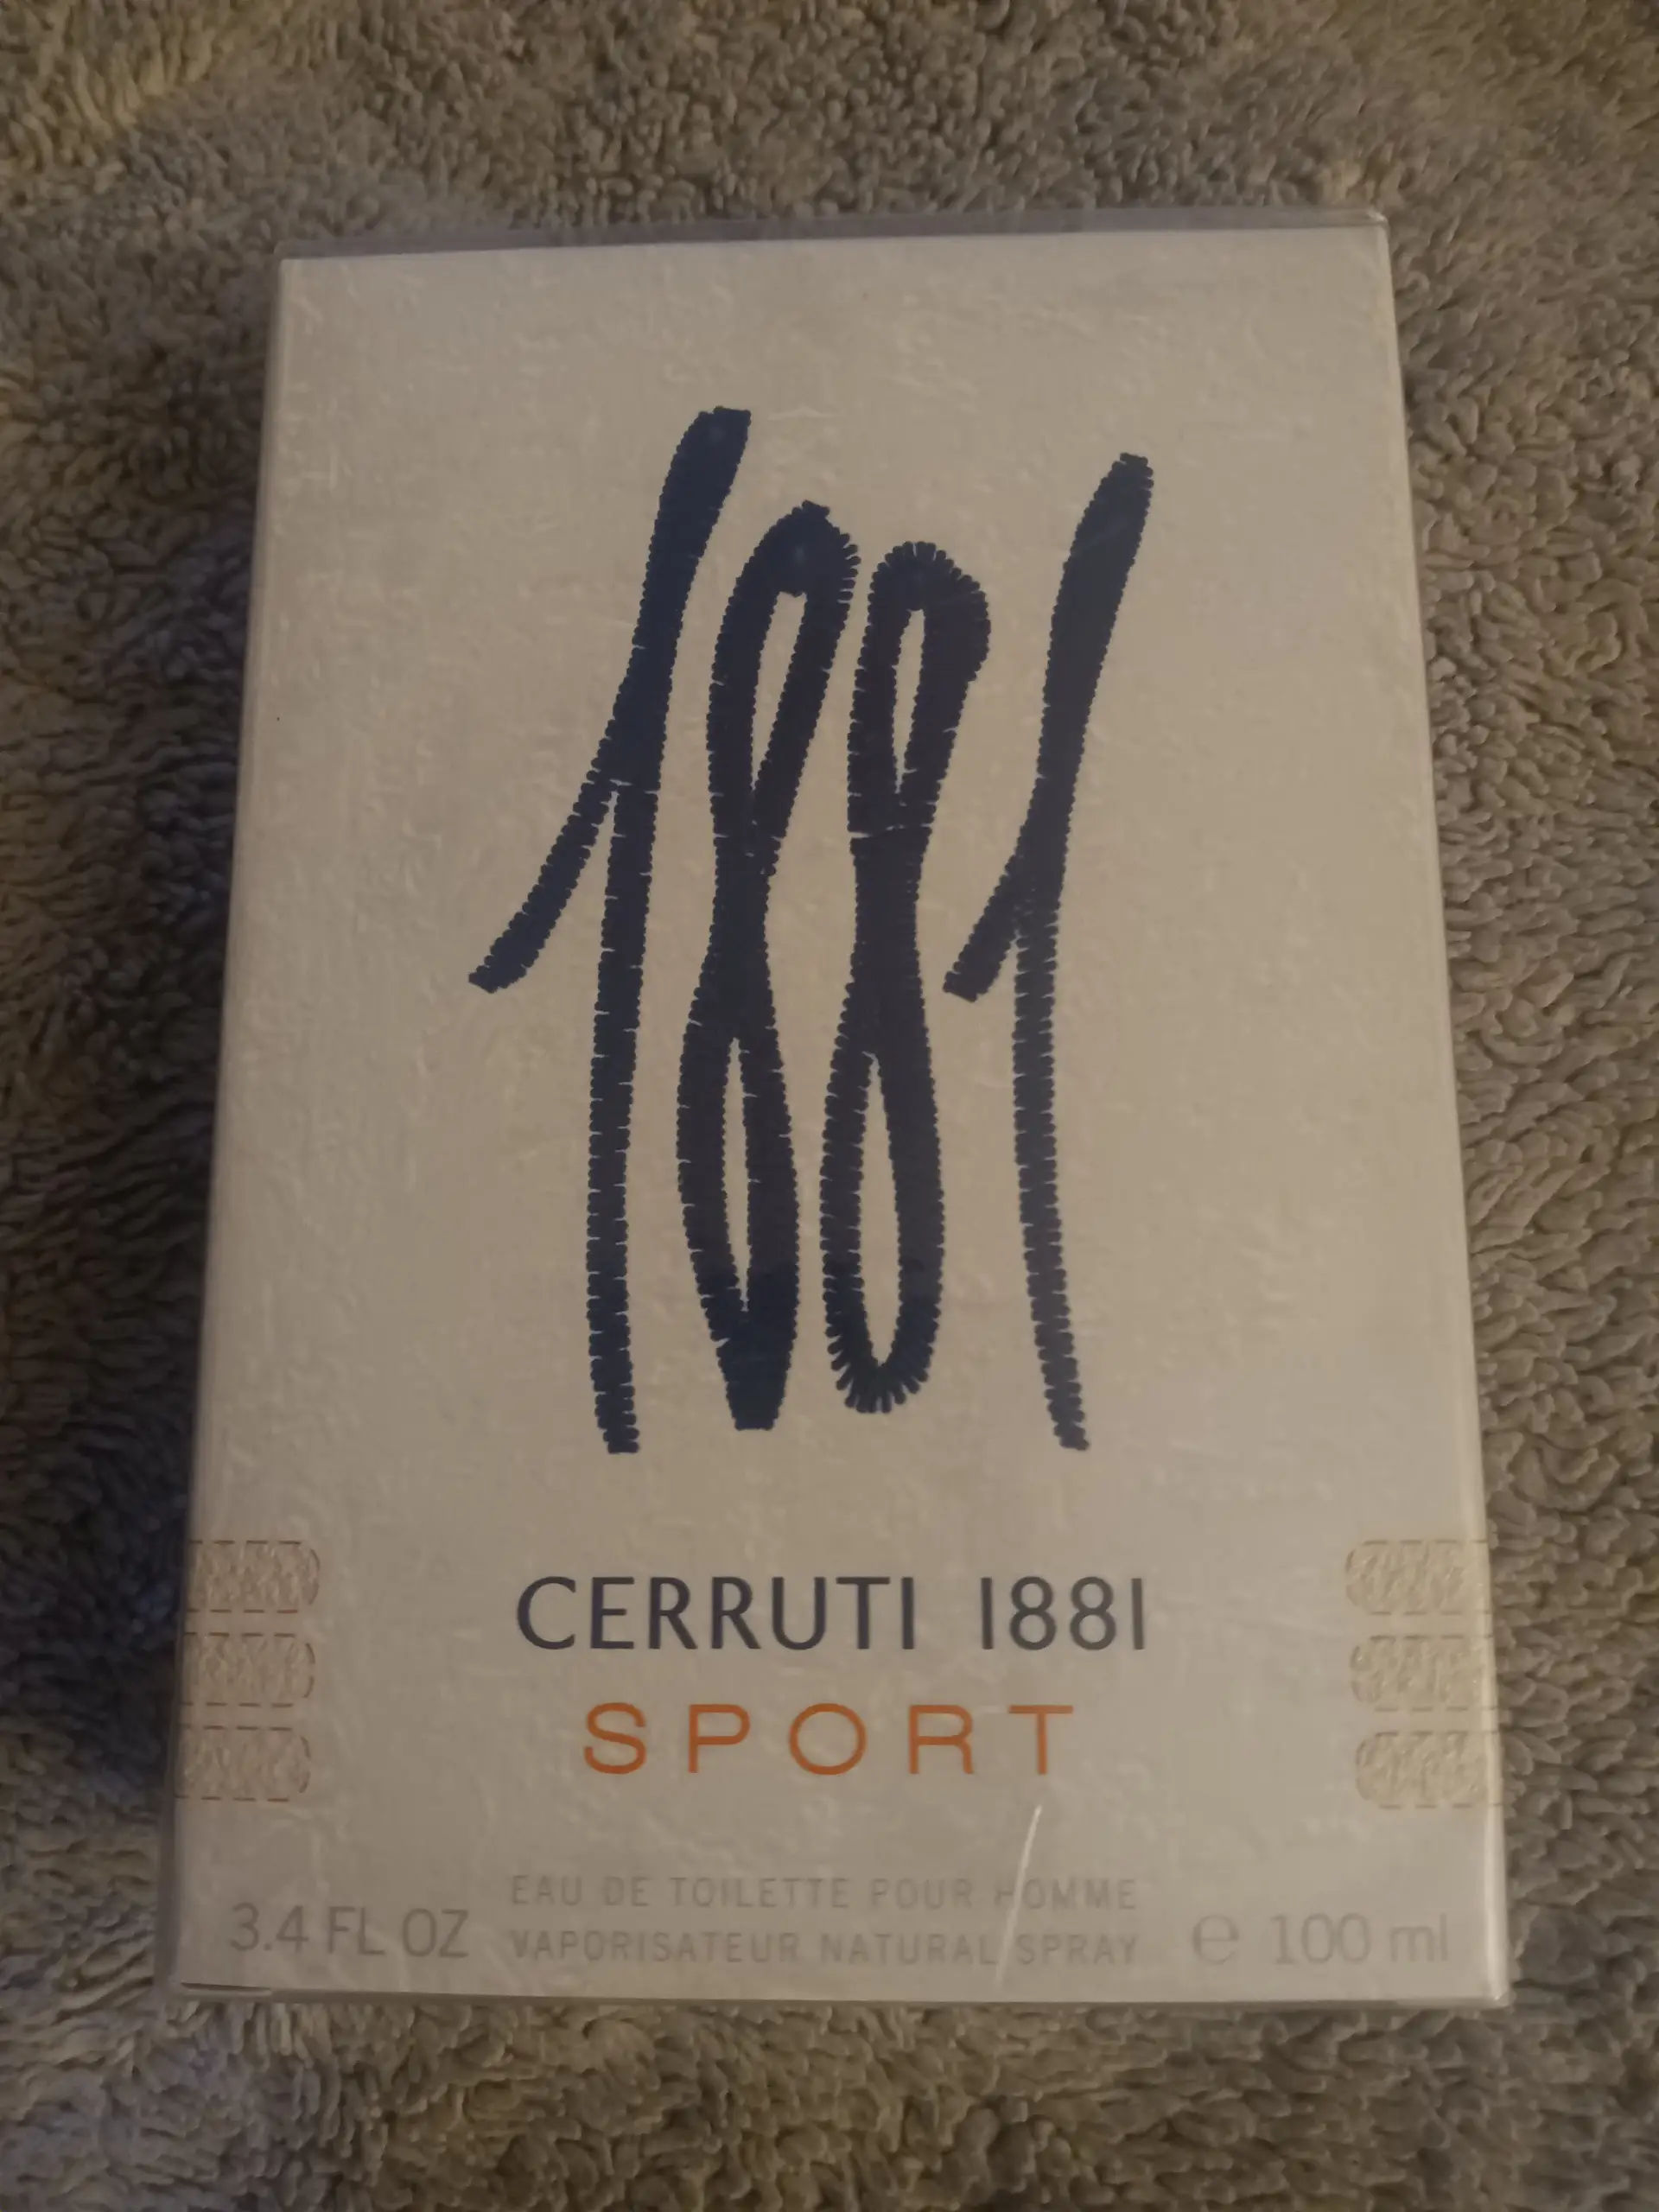 1881
CERRUTI 1881
SPORT
EAU DE TOILETTE POUR HOMME
3.4 FL OZ VAPORISATEUR NATURAL SPRAY e 100 ml